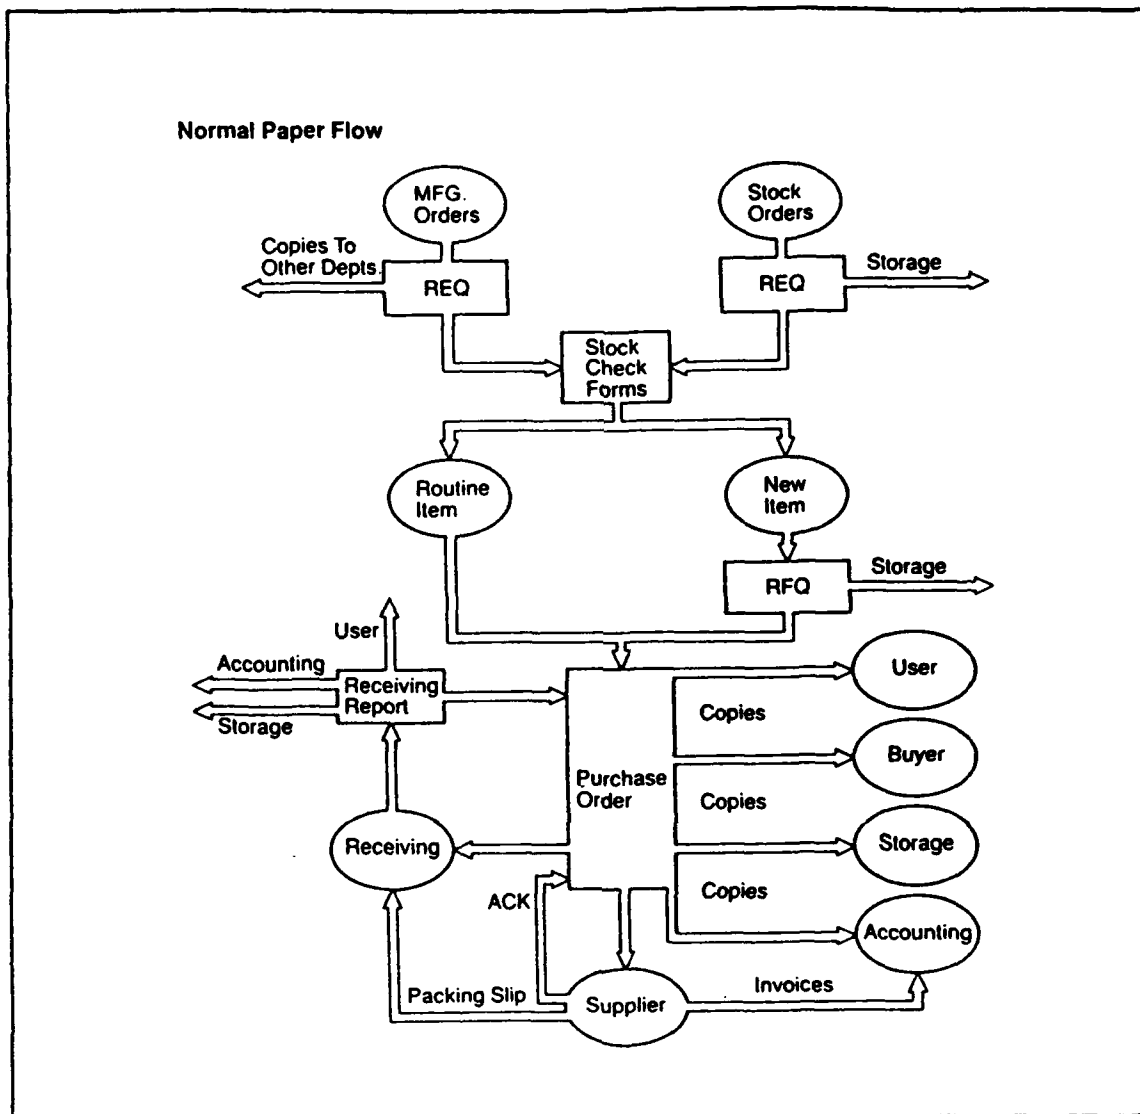 Normal Paper Flow
MFG.
Orders
Stock
Orders
Copies To
Other Depts.
REQ
REQ
Storage
Stock
Check
Forms
Routine
Item
New
Item
RFQ
Storage
User
Accounting
Receiving
Report
Storage
User
Copies
Buyer
Purchase
Order
Copies
Receiving
Storage
ACK
Copies
Accounting
Packing Slip
Supplier
Invoices